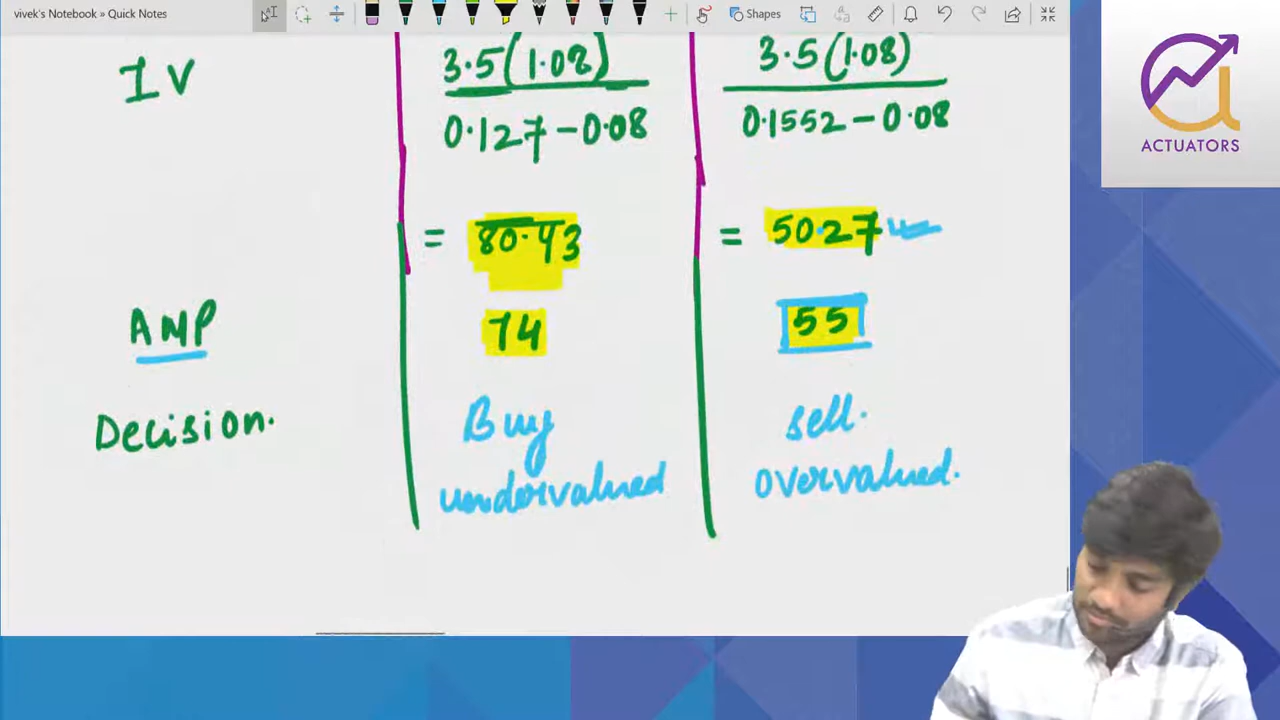 vivek's Notebook » Quick Notes
Shapes
ACTUATORS
IV
3.5(1.08)
0.127 - 0.08
3.5(1.08)
0.1552 - 0.08
= 80.43
= 50.27
AMP
74
55
Decision.
Buy
undervalued
sell.
overvalued.